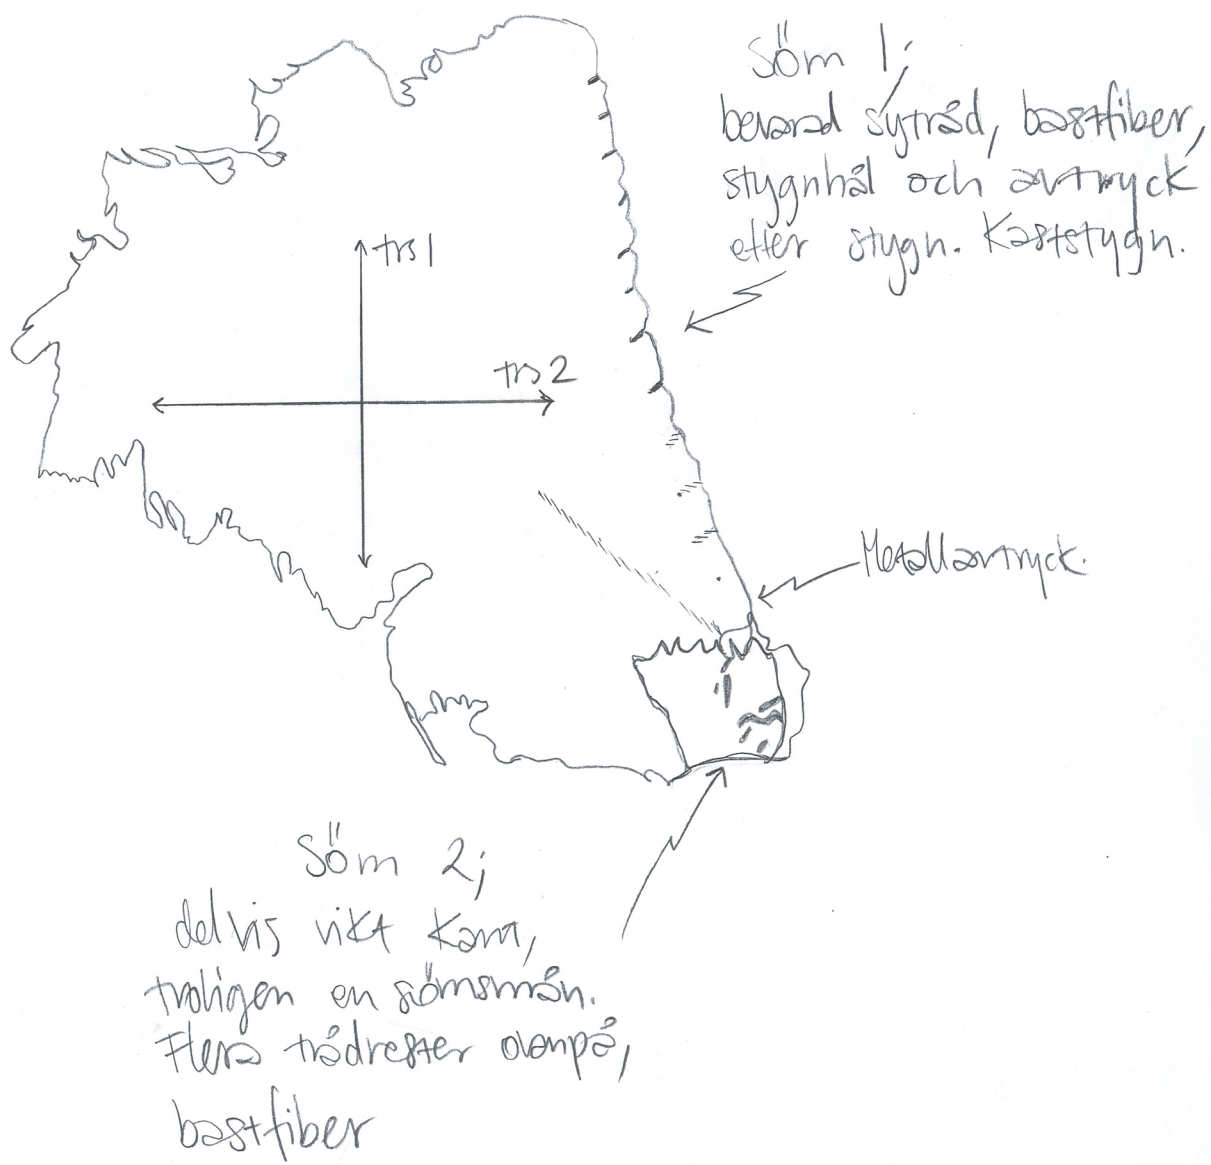 Söm 1;
bevarad sytråd, bastfiber,
stygnhål och avtryck
efter stygn. Kaststygn.
trs 1
trs 2
Metallavtryck.
Söm 2;
delvis vikt kant,
troligen en sömsmån.
Flera trådrester ovanpå,
bastfiber